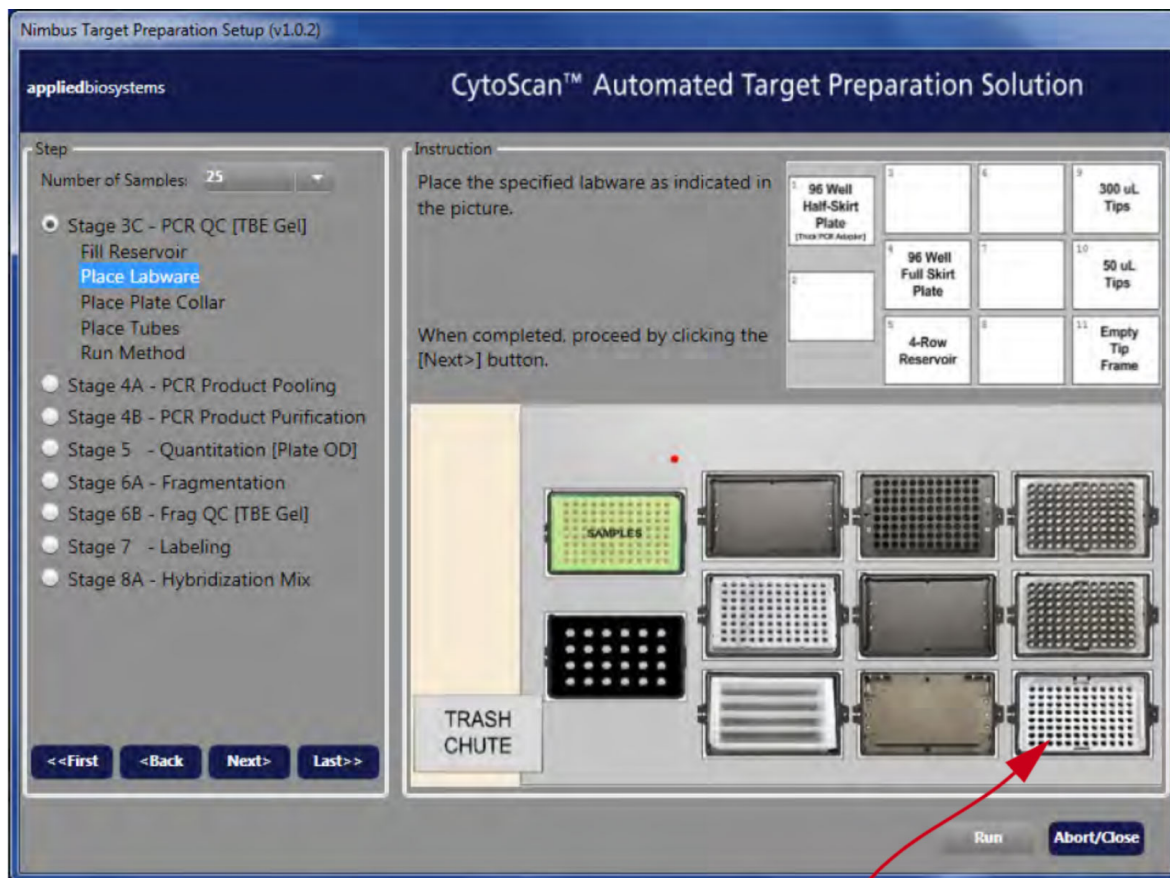 Nimbus Target Preparation Setup (v1.0.2)
appliedbiosystems
CytoScan™ Automated Target Preparation Solution
Step
Number of Samples: 25
Stage 3C - PCR QC [TBE Gel]
Fill Reservoir
Place Labware
Place Plate Collar
Place Tubes
Run Method
Stage 4A - PCR Product Pooling
Stage 4B - PCR Product Purification
Stage 5 - Quantitation [Plate OD]
Stage 6A - Fragmentation
Stage 6B - Frag QC [TBE Gel]
Stage 7 - Labeling
Stage 8A - Hybridization Mix
<<First
<Back
Next>
Last>>
Instruction
Place the specified labware as indicated in
the picture.
When completed, proceed by clicking the
[Next>] button.
1
96 Well
Half-Skirt
Plate
[Thick PCR Adapter]
2
3
4
96 Well
Full Skirt
Plate
5
4-Row
Reservoir
6
7
8
9
300 uL
Tips
10
50 uL
Tips
11
Empty
Tip
Frame
SAMPLES
TRASH
CHUTE
Run
Abort/Close